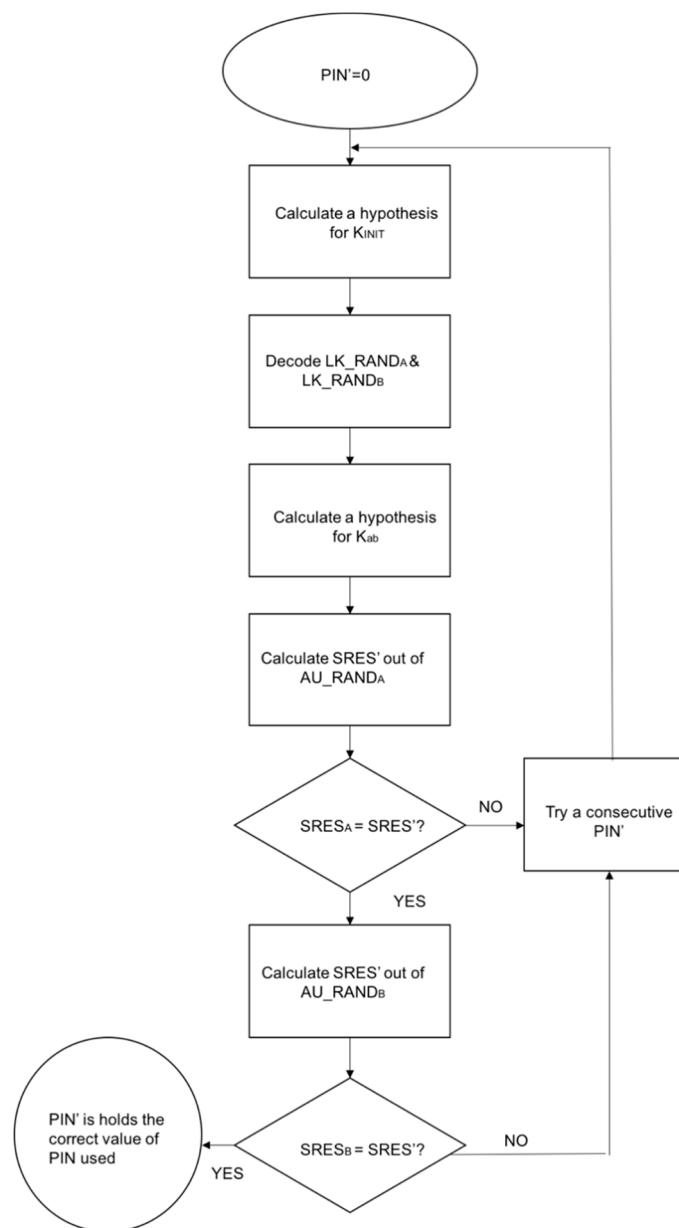 PIN’=0
Calculate a hypothesis
for KINIT
Decode LK_RANDA &
LK_RANDB
Calculate a hypothesis
for Kab
Calculate SRES’ out of
AU_RANDA
SRESA = SRES’?
NO
Try a consecutive
PIN’
YES
Calculate SRES’ out of
AU_RANDB
PIN’ is holds the
correct value of
PIN used
SRESB = SRES’?
NO
YES